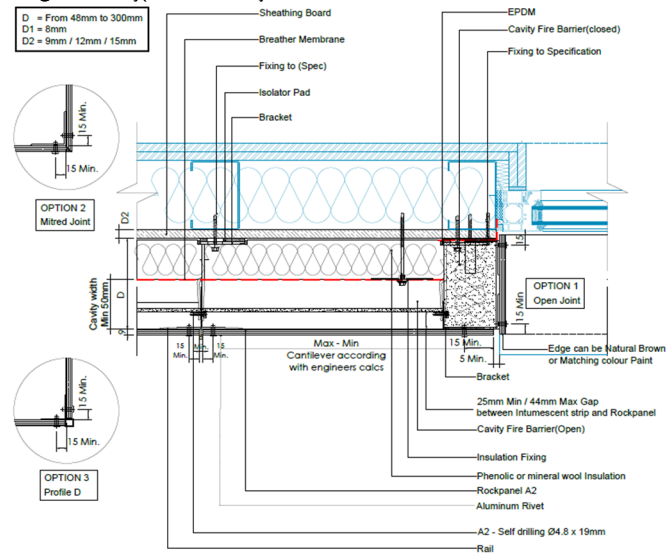 D = From 48mm to 300mm
D1 = 8mm
D2 = 9mm / 12mm / 15mm
Sheathing Board
Breather Membrane
Fixing to (Spec)
Isolator Pad
Bracket
EPDM
Cavity Fire Barrier(closed)
Fixing to Specification
15 Min.
15 Min.
OPTION 2
Mitred Joint
D2
Cavity width
Min 50mm
D
9
15
OPTION 1
Open Joint
15 Min
15
Min.
Min.
15
Min.
Max - Min
Cantilever according
with engineers calcs
15 Min.
5 Min.
Edge can be Natural Brown
or Matching colour Paint
Bracket
25mm Min / 44mm Max Gap
between Intumescent strip and Rockpanel
Cavity Fire Barrier(Open)
Insulation Fixing
Phenolic or mineral wool Insulation
Rockpanel A2
Aluminum Rivet
A2 - Self drilling Ø4.8 x 19mm
Rail
15 Min.
15 Min.
OPTION 3
Profile D